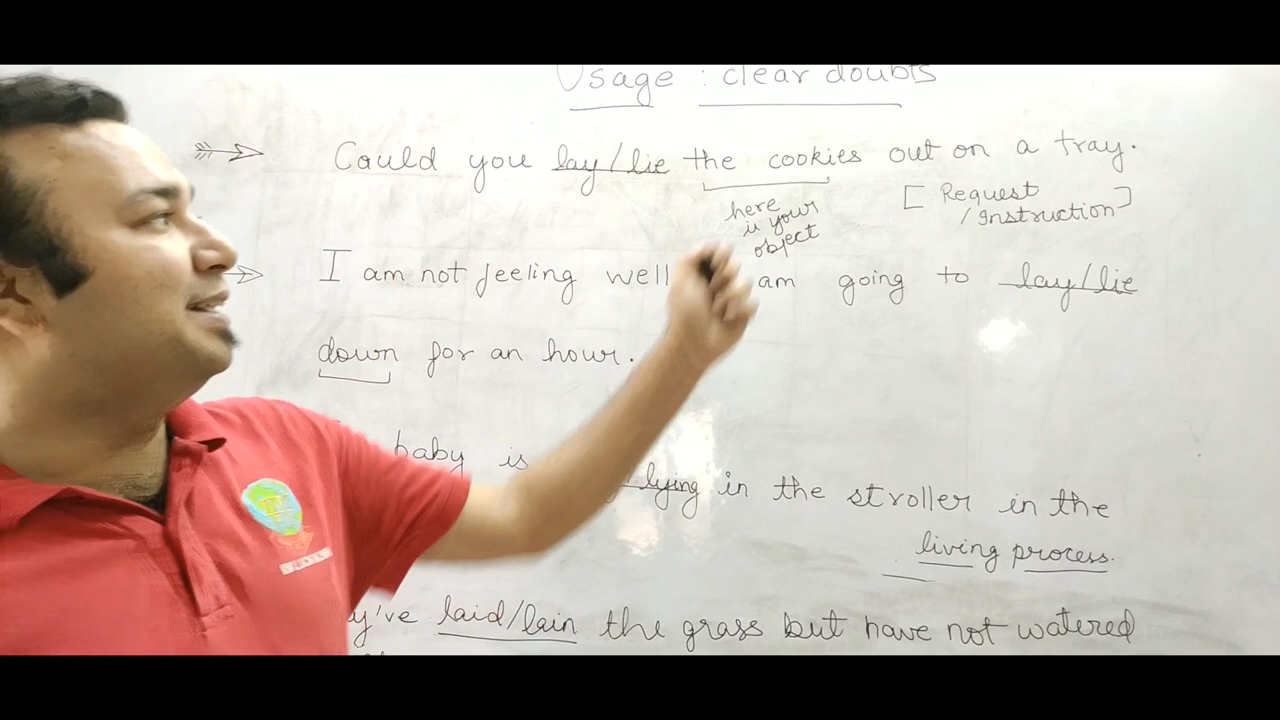 Usage : clear doubts
Could you lay/lie the cookies out on a tray.
here
is your
object
[ Request
/Instruction ]
I am not feeling well am going to lay/lie
down for an hour.
baby is lying in the stroller in the
living process.
y've laid/lain the grass but have not watered